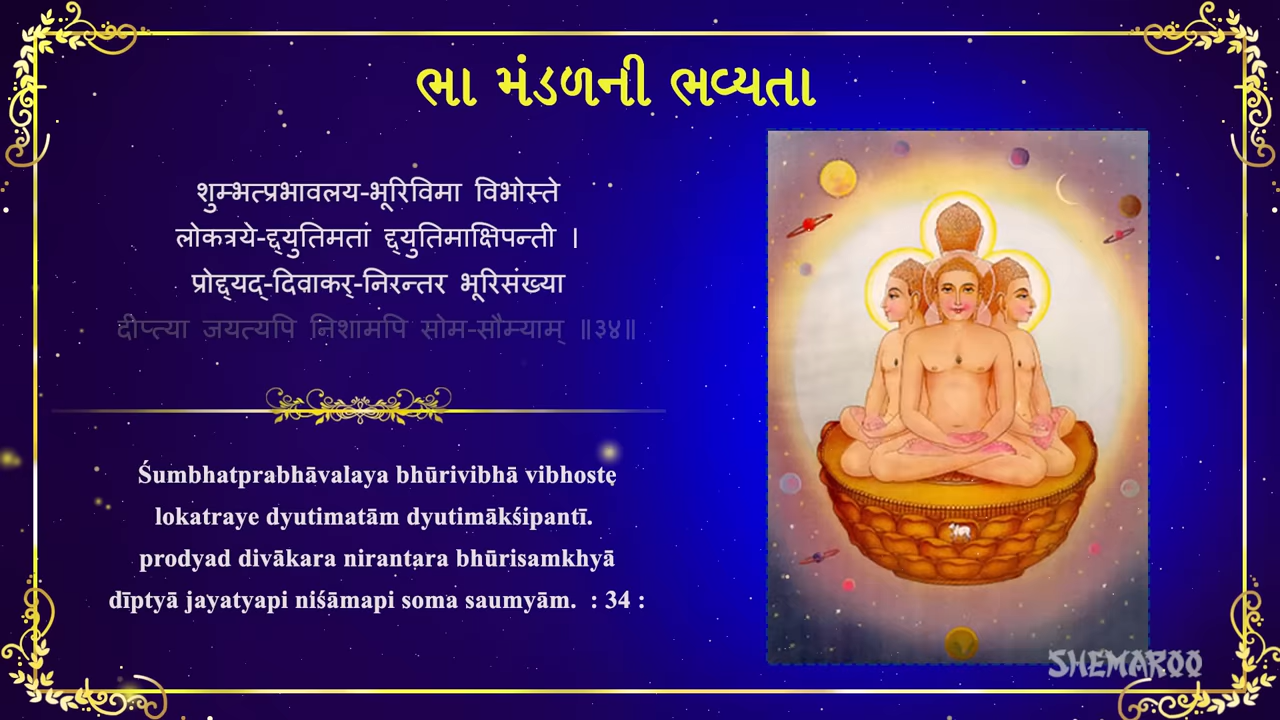 ભા મંડળની ભવ્યતા
शुम्भत्प्रभावलय-भूरिविमा विभोस्ते
लोकत्रये-द्द्युतिमतां द्द्युतिमाक्षिपन्ती ।
प्रोद्द्यद्-दिवाकर्-निरन्तर भूरिसंख्या
दीप्त्या जयत्यपि निशामपि सोम-सौम्याम् ॥३४॥
Śumbhatprabhāvalaya bhūrivibhā vibhoste
lokatraye dyutimatām dyutimākśipantī.
prodyad divākara nirantara bhūrisamkhyā
dīptyā jayatyapi niśāmapi soma saumyām. : 34 :
SHEMAROO